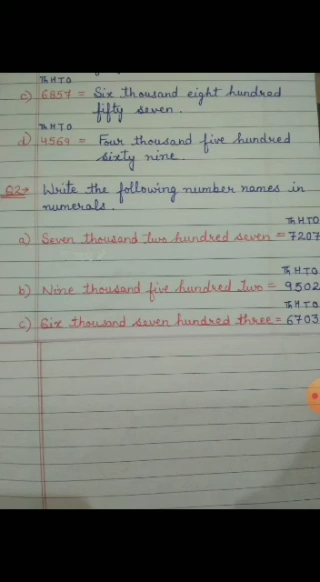 Th H.T.O
c) 6857 = Six thousand eight hundred
fifty seven.
Th H.T.O
d) 4569 = Four thousand five hundred
sixty nine.
Q2→ Write the following number names in
numerals.
Th H.T.O
a) Seven thousand two hundred seven = 7207
Th H.T.O
b) Nine thousand five hundred two = 9502
Th H.T.O
c) Six thousand seven hundred three = 6703